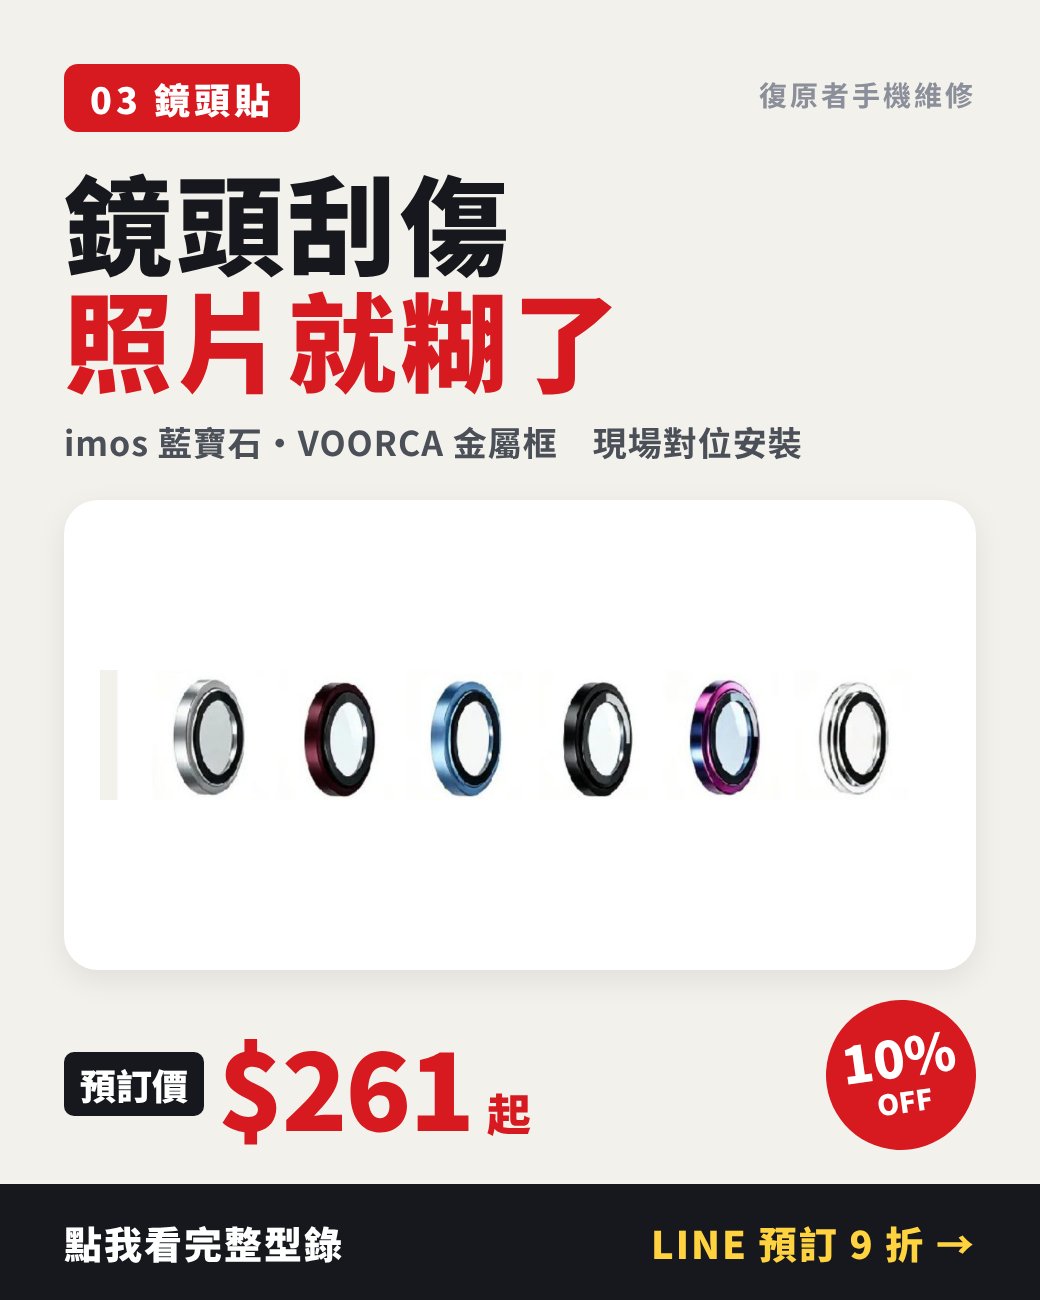 03 鏡頭貼
復原者手機維修
鏡頭刮傷
照片就糊了
imos 藍寶石・VOORCA 金屬框　現場對位安裝
預訂價 $261 起
10%
OFF
點我看完整型錄
LINE 預訂 9 折 →